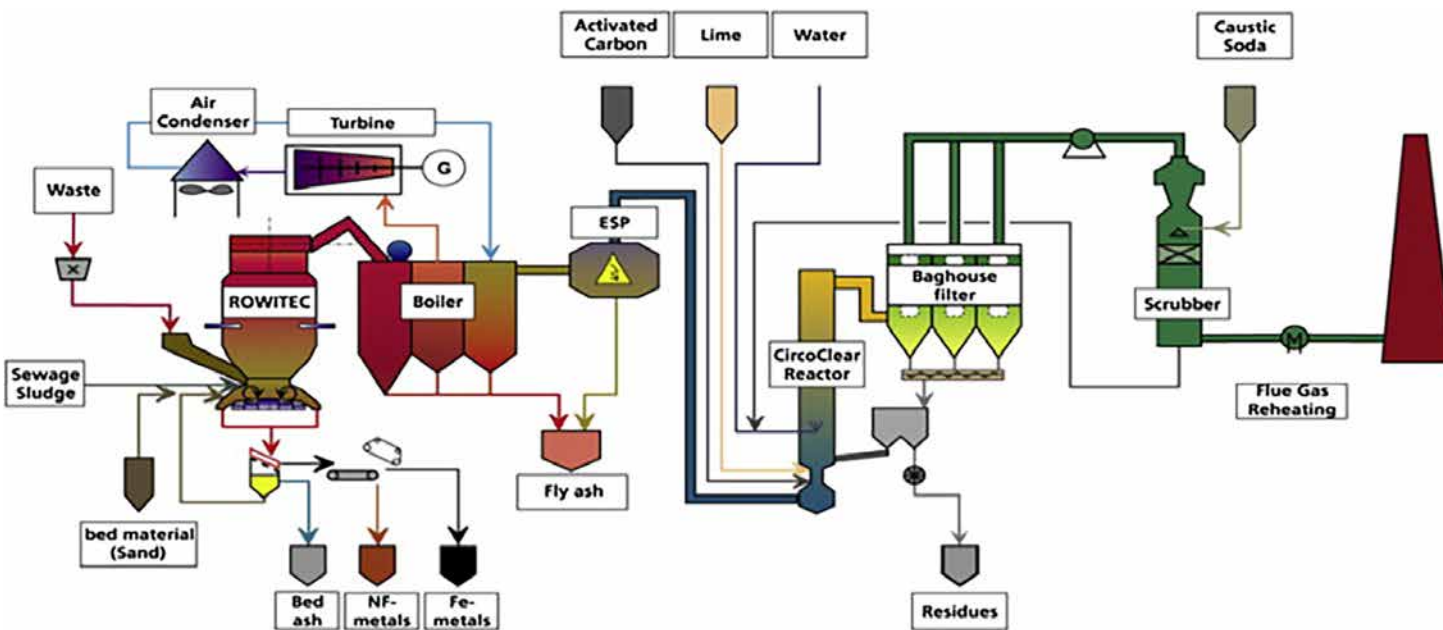 Activated
Carbon
Lime
Water
Caustic
Soda
Air
Condenser
Turbine
G
Waste
ESP
ROWITEC
Boiler
Baghouse
filter
Scrubber
CircoClear
Reactor
M
Sewage
Sludge
Flue Gas
Reheating
Fly ash
bed material
(Sand)
Bed
ash
NF-
metals
Fe-
metals
Residues